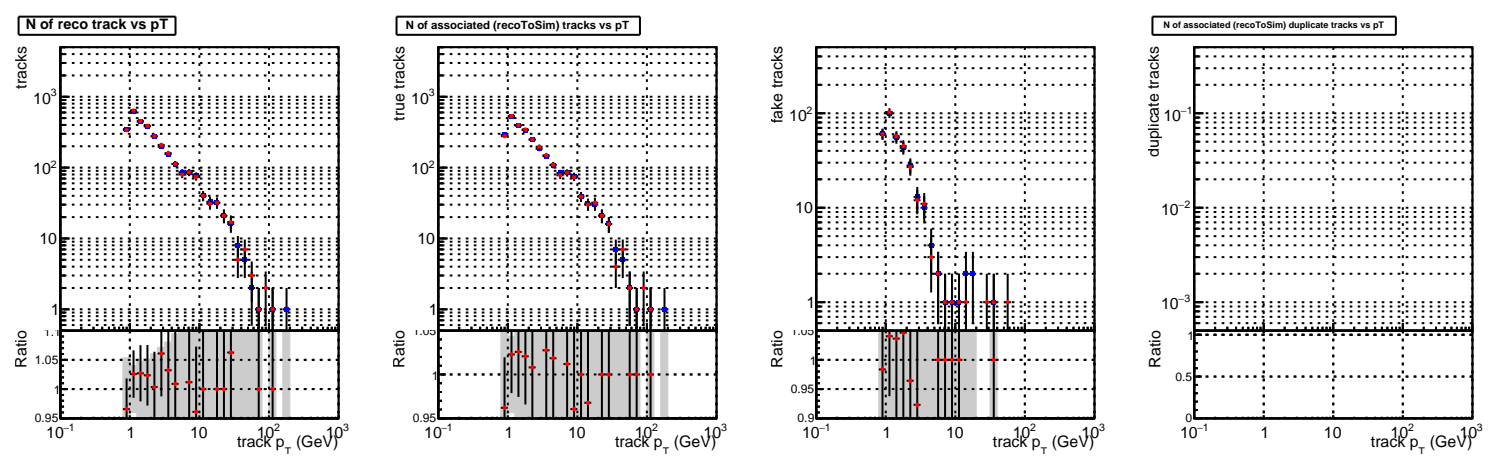 N of reco track vs pT
tracks
10³
10²
10
1
Ratio
1.1
1.05
1
0.95
10⁻¹ 1 10 10² 10³
track p_T (GeV)
N of associated (recoToSim) tracks vs pT
true tracks
10³
10²
10
1
Ratio
1.05
1
0.95
10⁻¹ 1 10 10² 10³
track p_T (GeV)
fake tracks
10²
10
1
Ratio
1.05
1
0.95
0.9
10⁻¹ 1 10 10² 10³
track p_T (GeV)
N of associated (recoToSim) duplicate tracks vs pT
duplicate tracks
10⁻¹
10⁻²
10⁻³
Ratio
1
0.5
0
10⁻¹ 1 10 10² 10³
track p_T (GeV)